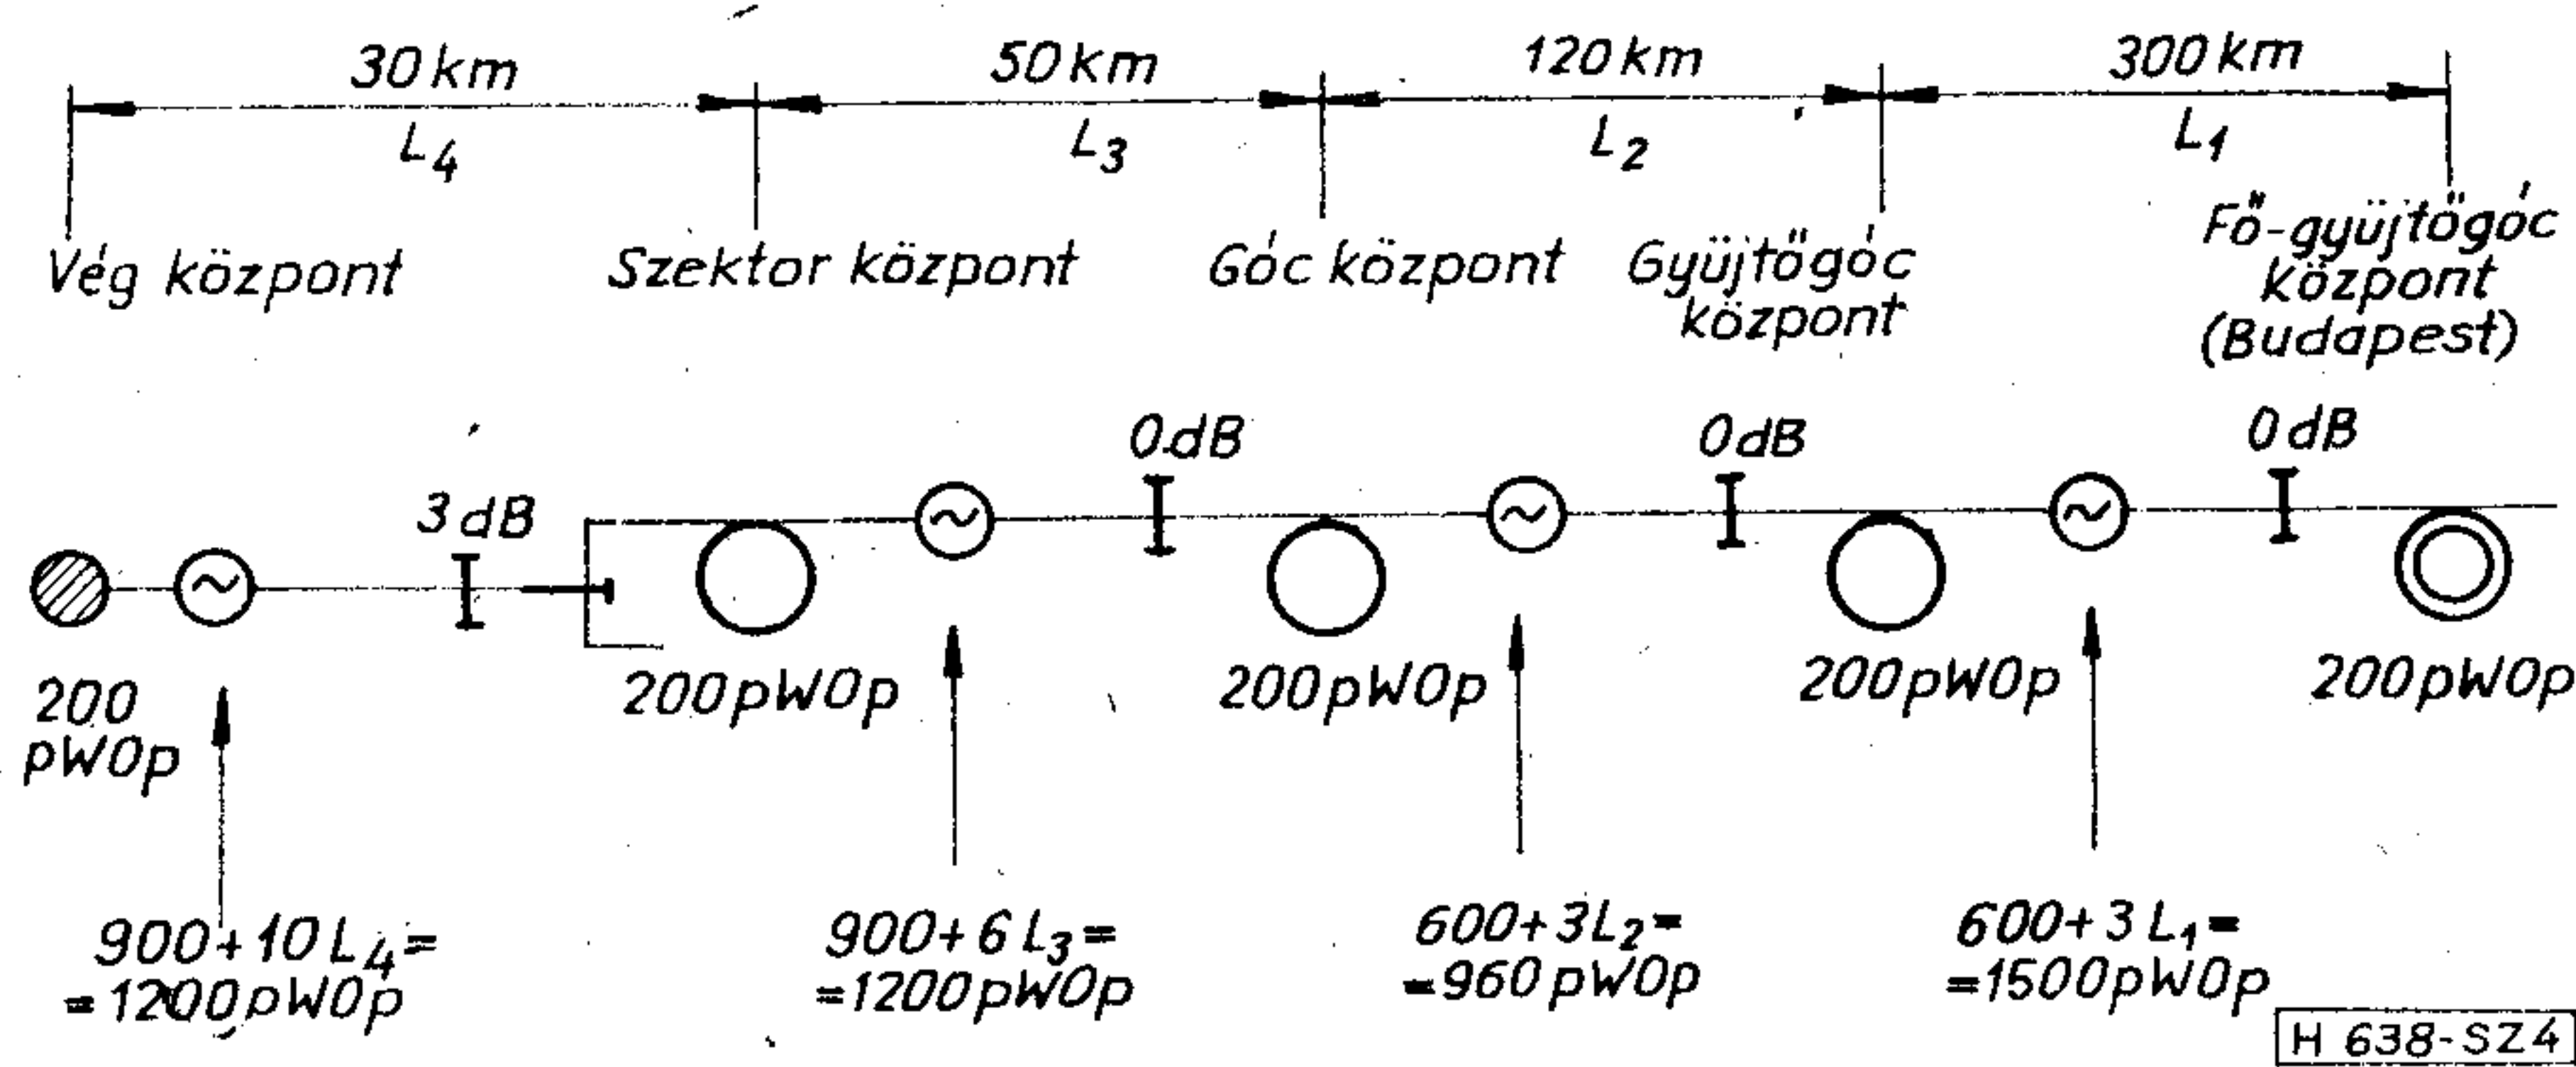 30 km
50 km
120 km
300 km
L4
L3
L2
L1
Vég központ
Szektor központ
Góc központ
Gyüjtőgóc
központ
Fő-gyüjtőgóc
központ
(Budapest)
3 dB
0 dB
0 dB
0 dB
200
pW0p
200 pW0p
200 pW0p
200 pW0p
200 pW0p
900+10 L4=
=1200 pW0p
900+6 L3=
=1200 pW0p
600+3L2=
=960 pW0p
600+3 L1=
=1500 pW0p
H 638-SZ4